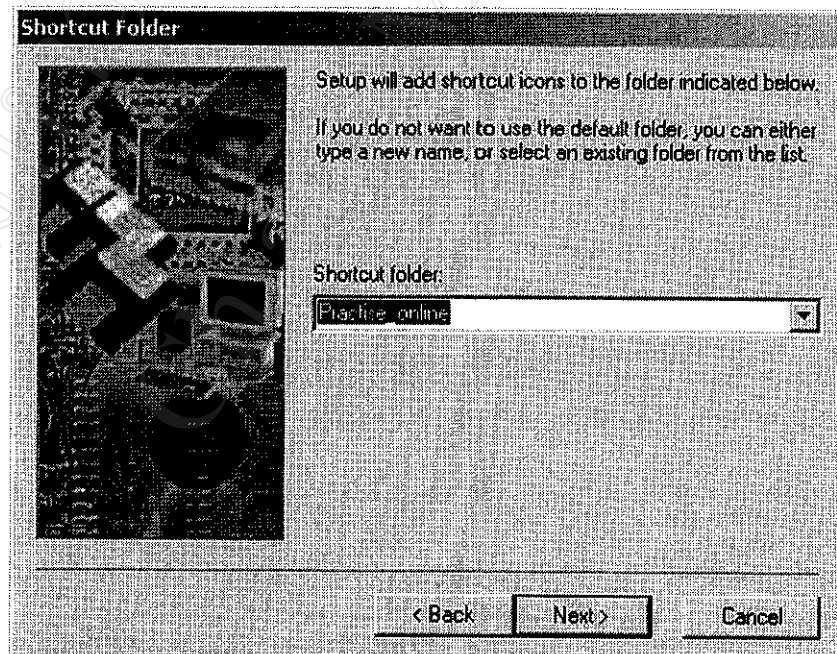 Shortcut Folder
Setup will add shortcut icons to the folder indicated below.
If you do not want to use the default folder, you can either
type a new name, or select an existing folder from the list.
Shortcut folder:
Practise online
< Back
Next >
Cancel